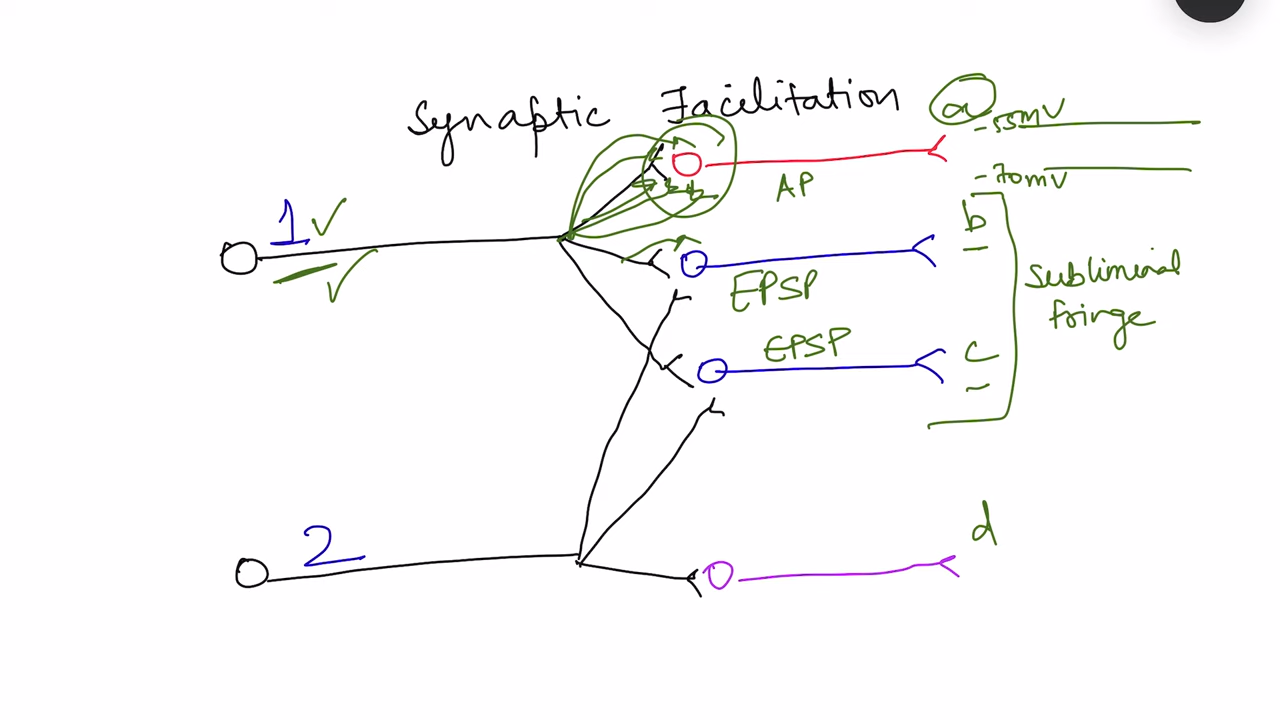 Synaptic Facilitation
a
-55mV
-70mV
AP
1
b
EPSP
Subliminal
fringe
EPSP
c
2
d